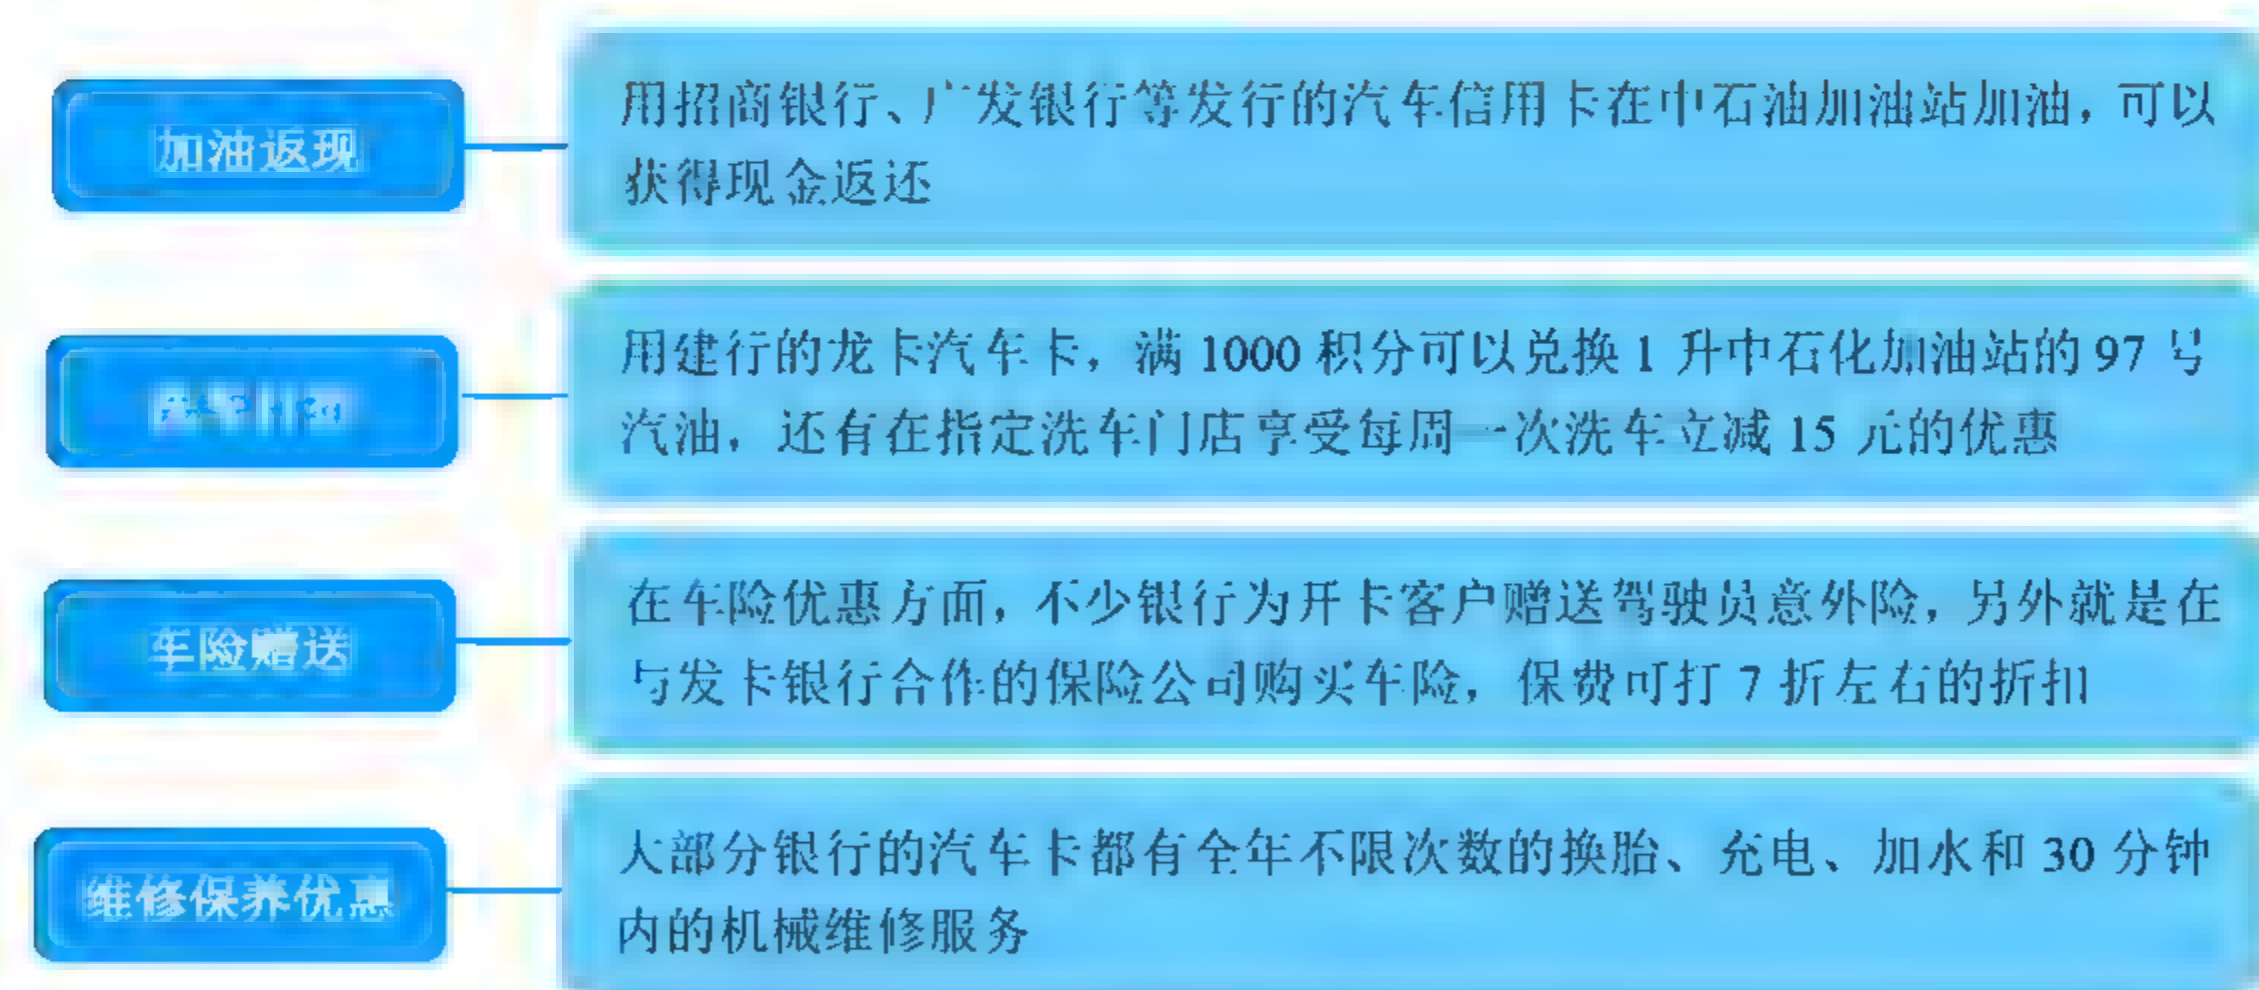 加油返现
用招商银行、广发银行等发行的汽车信用卡在中石油加油站加油，可以
获得现金返还
用建行的龙卡汽车卡，满 1000 积分可以兑换 1 升中石化加油站的 97 号
汽油，还有在指定洗车门店享受每周一次洗车立减 15 元的优惠
车险赠送
在车险优惠方面，不少银行为开卡客户赠送驾驶员意外险，另外就是在
与发卡银行合作的保险公司购买车险，保费可打 7 折左右的折扣
维修保养优惠
大部分银行的汽车卡都有全年不限次数的换胎、充电、加水和 30 分钟
内的机械维修服务